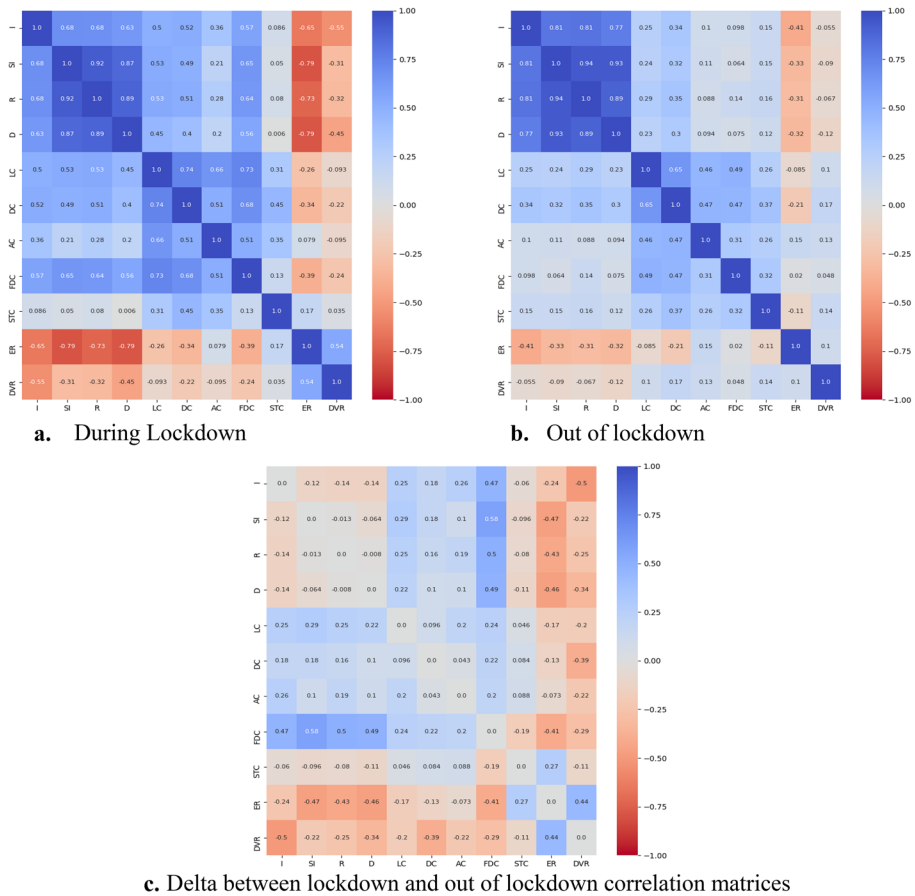 I 1.0 0.68 0.68 0.63 0.5 0.52 0.36 0.57 0.086 -0.65 -0.55
SI 0.68 1.0 0.92 0.87 0.53 0.49 0.21 0.65 0.05 -0.79 -0.31
R 0.68 0.92 1.0 0.89 0.53 0.51 0.28 0.64 0.08 -0.73 -0.32
D 0.63 0.87 0.89 1.0 0.45 0.4 0.2 0.56 0.006 -0.79 -0.45
LC 0.5 0.53 0.53 0.45 1.0 0.74 0.66 0.73 0.31 -0.26 -0.093
DC 0.52 0.49 0.51 0.4 0.74 1.0 0.51 0.68 0.45 -0.34 -0.22
AC 0.36 0.21 0.28 0.2 0.66 0.51 1.0 0.51 0.35 0.079 -0.095
FDC 0.57 0.65 0.64 0.56 0.73 0.68 0.51 1.0 0.13 -0.39 -0.24
STC 0.086 0.05 0.08 0.006 0.31 0.45 0.35 0.13 1.0 0.17 0.035
ER -0.65 -0.79 -0.73 -0.79 -0.26 -0.34 0.079 -0.39 0.17 1.0 0.54
DVR -0.55 -0.31 -0.32 -0.45 -0.093 -0.22 -0.095 -0.24 0.035 0.54 1.0
I SI R D LC DC AC FDC STC ER DVR
1.00
0.75
0.50
0.25
0.00
−0.25
−0.50
−0.75
−1.00
a. During Lockdown
I 1.0 0.81 0.81 0.77 0.25 0.34 0.1 0.098 0.15 -0.41 -0.055
SI 0.81 1.0 0.94 0.93 0.24 0.32 0.11 0.064 0.15 -0.33 -0.09
R 0.81 0.94 1.0 0.89 0.29 0.35 0.088 0.14 0.16 -0.31 -0.067
D 0.77 0.93 0.89 1.0 0.23 0.3 0.094 0.075 0.12 -0.32 -0.12
LC 0.25 0.24 0.29 0.23 1.0 0.65 0.46 0.49 0.26 -0.085 0.1
DC 0.34 0.32 0.35 0.3 0.65 1.0 0.47 0.47 0.37 -0.21 0.17
AC 0.1 0.11 0.088 0.094 0.46 0.47 1.0 0.31 0.26 0.15 0.13
FDC 0.098 0.064 0.14 0.075 0.49 0.47 0.31 1.0 0.32 0.02 0.048
STC 0.15 0.15 0.16 0.12 0.26 0.37 0.26 0.32 1.0 -0.11 0.14
ER -0.41 -0.33 -0.31 -0.32 -0.085 -0.21 0.15 0.02 -0.11 1.0 0.1
DVR -0.055 -0.09 -0.067 -0.12 0.1 0.17 0.13 0.048 0.14 0.1 1.0
I SI R D LC DC AC FDC STC ER DVR
1.00
0.75
0.50
0.25
0.00
−0.25
−0.50
−0.75
−1.00
b. Out of lockdown
I 0.0 -0.12 -0.14 -0.14 0.25 0.18 0.26 0.47 -0.06 -0.24 -0.5
SI -0.12 0.0 -0.013 -0.064 0.29 0.18 0.1 0.58 -0.096 -0.47 -0.22
R -0.14 -0.013 0.0 -0.008 0.25 0.16 0.19 0.5 -0.08 -0.43 -0.25
D -0.14 -0.064 -0.008 0.0 0.22 0.1 0.1 0.49 -0.11 -0.46 -0.34
LC 0.25 0.29 0.25 0.22 0.0 0.096 0.2 0.24 0.046 -0.17 -0.2
DC 0.18 0.18 0.16 0.1 0.096 0.0 0.043 0.22 0.084 -0.13 -0.39
AC 0.26 0.1 0.19 0.1 0.2 0.043 0.0 0.2 0.088 -0.073 -0.22
FDC 0.47 0.58 0.5 0.49 0.24 0.22 0.2 0.0 -0.19 -0.41 -0.29
STC -0.06 -0.096 -0.08 -0.11 0.046 0.084 0.088 -0.19 0.0 0.27 -0.11
ER -0.24 -0.47 -0.43 -0.46 -0.17 -0.13 -0.073 -0.41 0.27 0.0 0.44
DVR -0.5 -0.22 -0.25 -0.34 -0.2 -0.39 -0.22 -0.29 -0.11 0.44 0.0
I SI R D LC DC AC FDC STC ER DVR
1.00
0.75
0.50
0.25
0.00
−0.25
−0.50
−0.75
−1.00
c. Delta between lockdown and out of lockdown correlation matrices